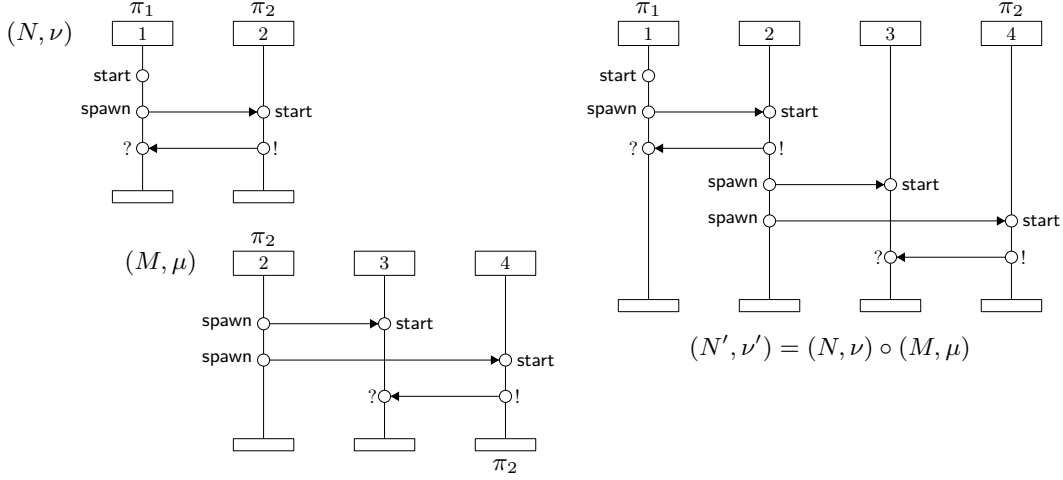 π₁ π₂
(N, ν) 1 2
start
spawn start
? !
π₂
(M, μ) 2 3 4
spawn start
spawn start
? !
π₂
π₁ π₂
1 2 3 4
start
spawn start
? !
spawn start
spawn start
? !
(N′, ν′) = (N, ν) ∘ (M, μ)